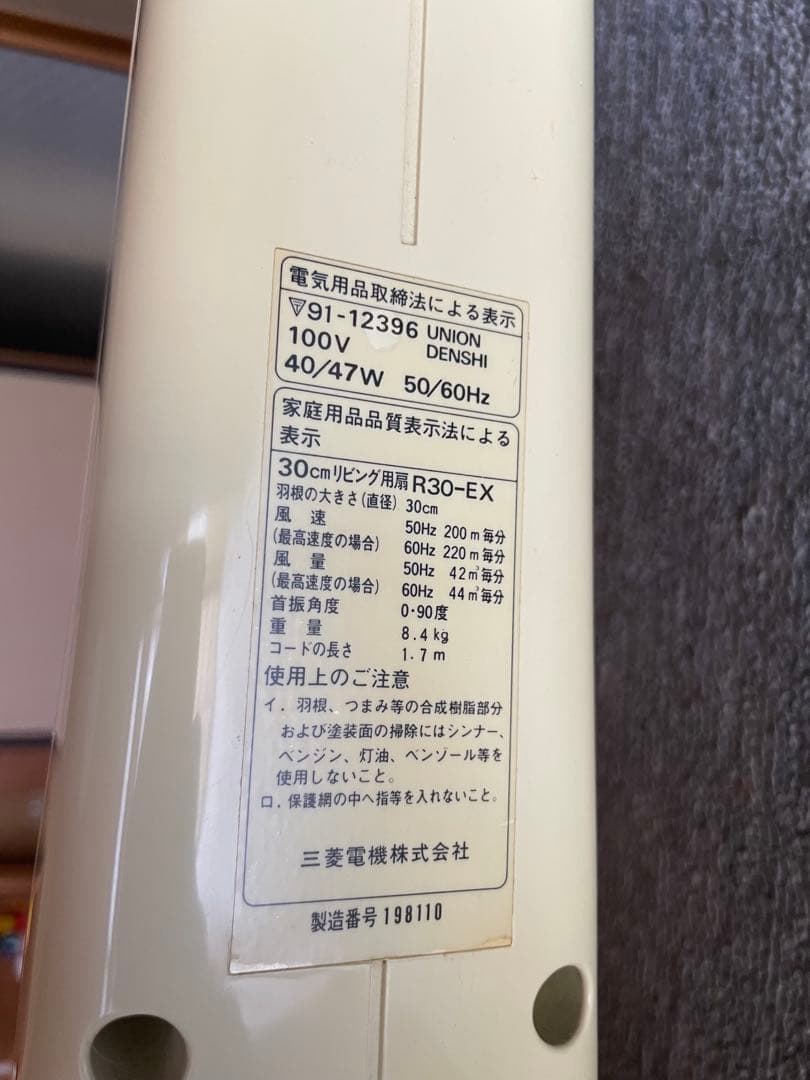 電気用品取締法による表示
91-12396 UNION DENSHI
100V
40/47W 50/60Hz
家庭用品品質表示法による
表示
30cmリビング用扇 R30-EX
羽根の大きさ(直径) 30cm
風 速 50Hz 200m毎分
(最高速度の場合) 60Hz 220m毎分
風 量 50Hz 42㎥毎分
(最高速度の場合) 60Hz 44㎥毎分
首振角度 0・90度
重 量 8.4kg
コードの長さ 1.7m
使用上のご注意
イ. 羽根、つまみ等の合成樹脂部分
および塗装面の掃除にはシンナー、
ベンジン、灯油、ベンゾール等を
使用しないこと。
ロ. 保護網の中へ指等を入れないこと。
三菱電機株式会社
製造番号198110